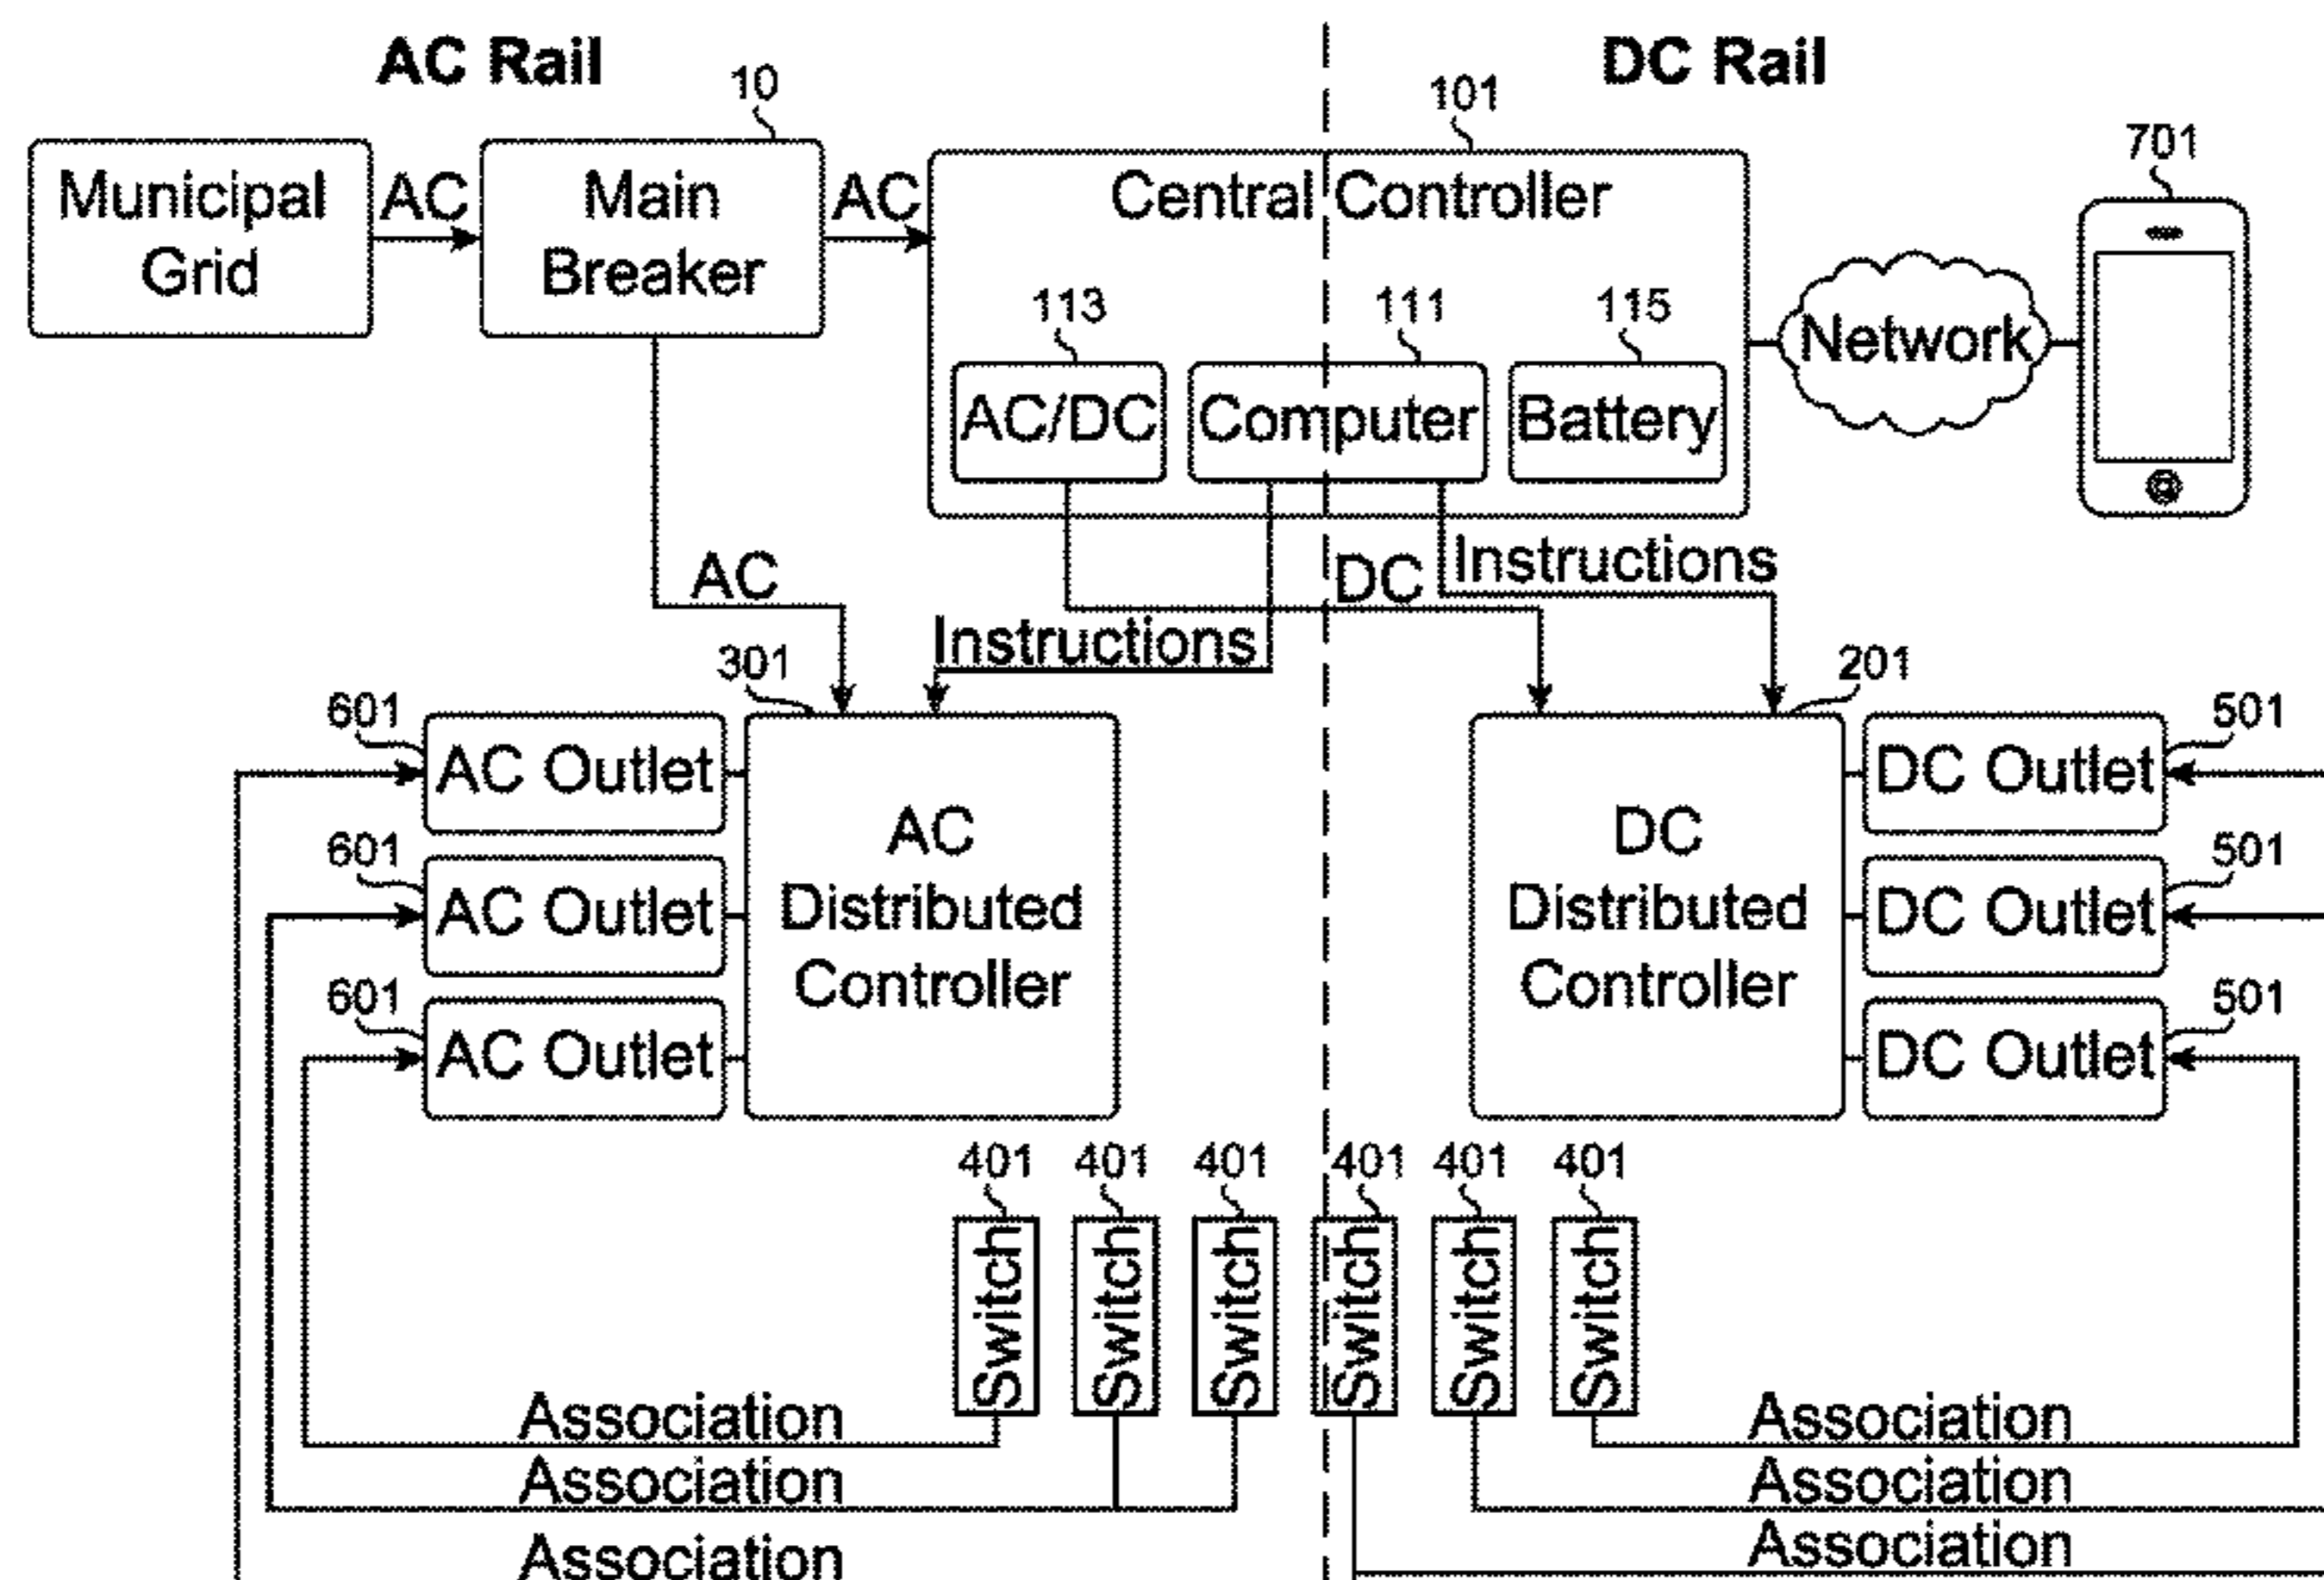 AC Rail
DC Rail
10
101
701
Municipal
Grid
AC
Main
Breaker
AC
Central Controller
113
111
115
AC/DC
Computer
Battery
Network
AC
DC
Instructions
Instructions
301
201
601
AC Outlet
601
AC Outlet
601
AC Outlet
AC
Distributed
Controller
DC
Distributed
Controller
501
DC Outlet
501
DC Outlet
501
DC Outlet
401
401
401
401
401
401
Switch
Switch
Switch
Switch
Switch
Switch
Association
Association
Association
Association
Association
Association